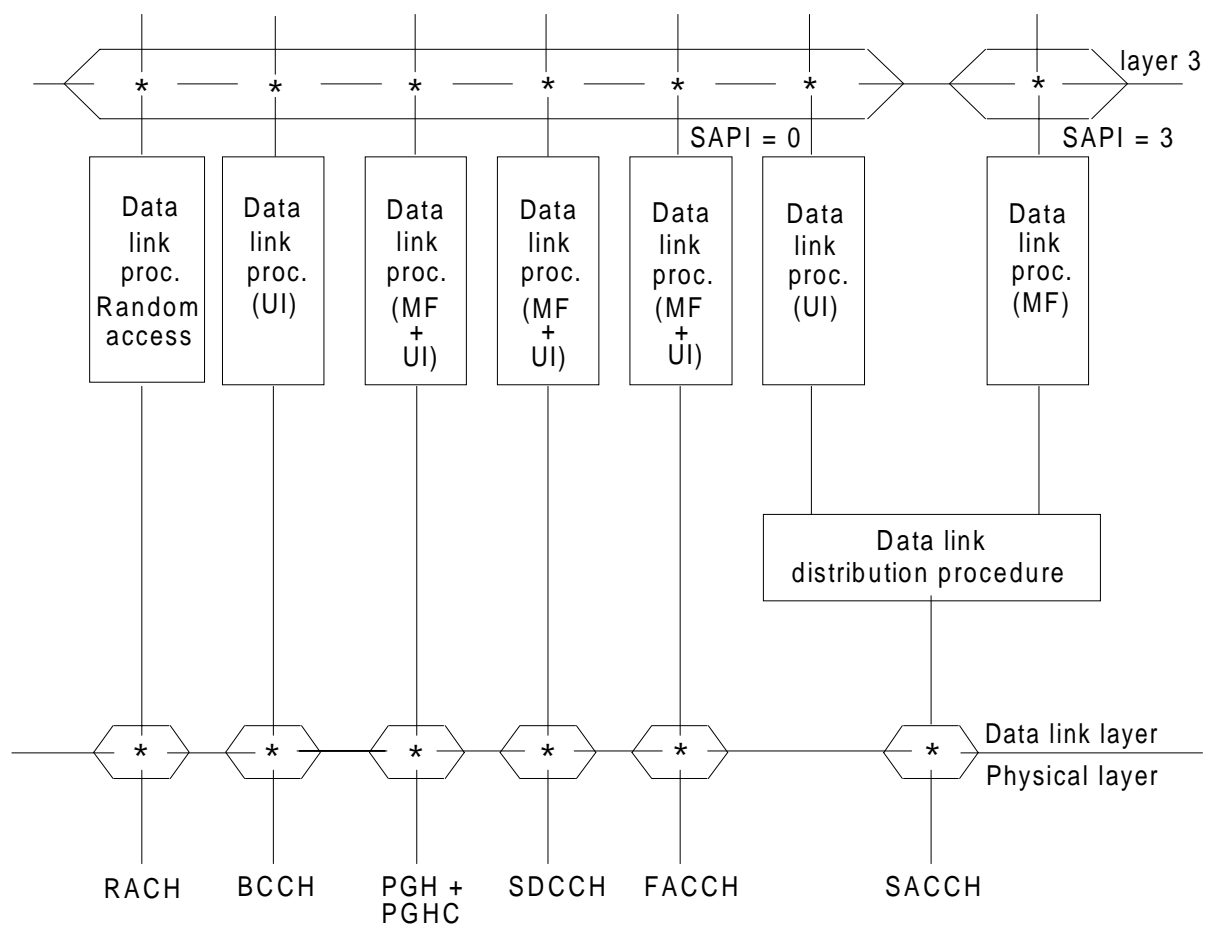 layer 3
* * * * * * *
SAPI = 0
SAPI = 3
Data
link
proc.
Random
access
Data
link
proc.
(UI)
Data
link
proc.
(MF
+
UI)
Data
link
proc.
(MF
+
UI)
Data
link
proc.
(MF
+
UI)
Data
link
proc.
(UI)
Data
link
proc.
(MF)
Data link
distribution procedure
* * * * * *
Data link layer
Physical layer
RACH
BCCH
PGH +
PGHC
SDCCH
FACCH
SACCH